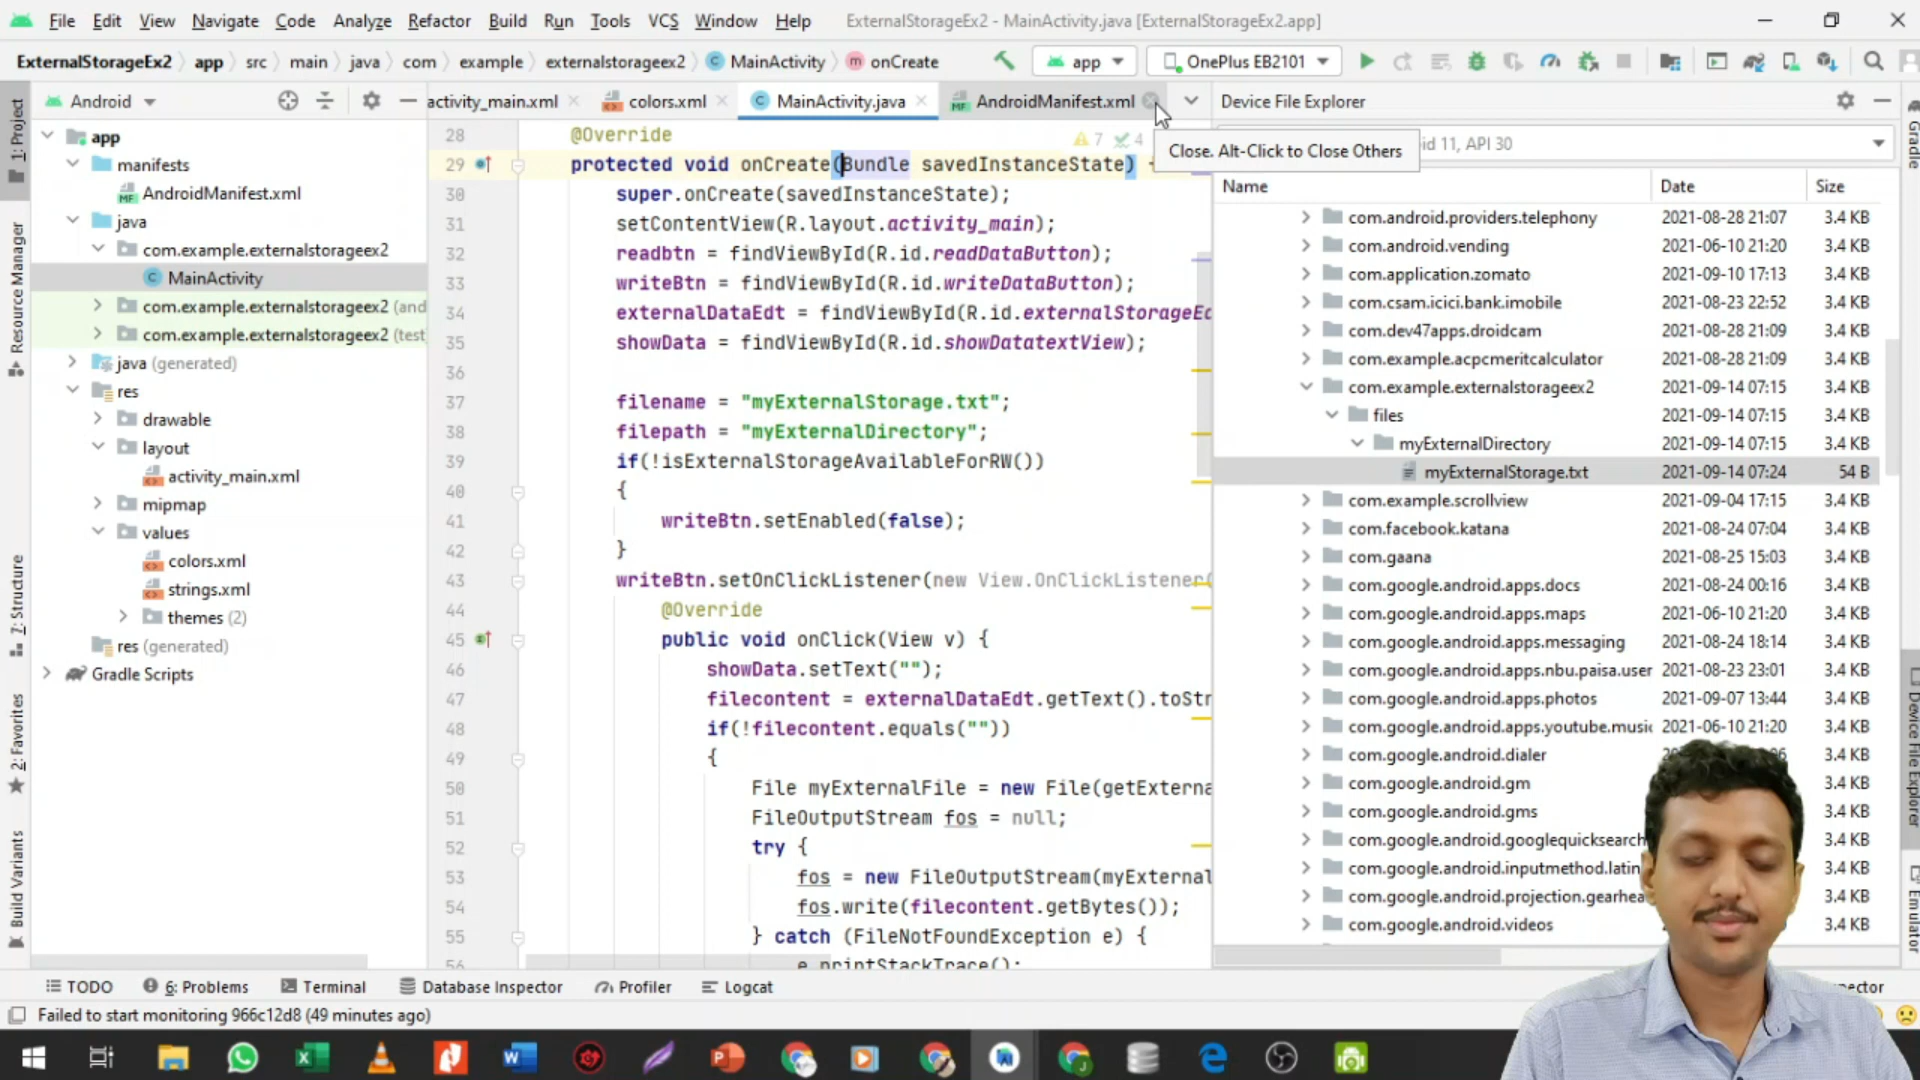 File Edit View Navigate Code Analyze Refactor Build Run Tools VCS Window Help ExternalStorageEx2 - MainActivity.java [ExternalStorageEx2.app]
ExternalStorageEx2 app src main java com example externalstorageex2 MainActivity onCreate app OnePlus EB2101
Android
activity_main.xml colors.xml MainActivity.java AndroidManifest.xml
Device File Explorer
Close. Alt-Click to Close Others
id 11, API 30
1: Project
Resource Manager
7: Structure
2: Favorites
Build Variants
app
manifests
AndroidManifest.xml
java
com.example.externalstorageex2
MainActivity
com.example.externalstorageex2 (and
com.example.externalstorageex2 (test
java (generated)
res
drawable
layout
activity_main.xml
mipmap
values
colors.xml
strings.xml
themes (2)
res (generated)
Gradle Scripts
7 4
28 @Override
29 protected void onCreate(Bundle savedInstanceState) {
30 super.onCreate(savedInstanceState);
31 setContentView(R.layout.activity_main);
32 readbtn = findViewById(R.id.readDataButton);
33 writeBtn = findViewById(R.id.writeDataButton);
34 externalDataEdt = findViewById(R.id.externalStorageEd
35 showData = findViewById(R.id.showDatatextView);
36
37 filename = "myExternalStorage.txt";
38 filepath = "myExternalDirectory";
39 if(!isExternalStorageAvailableForRW())
40 {
41 writeBtn.setEnabled(false);
42 }
43 writeBtn.setOnClickListener(new View.OnClickListener(
44 @Override
45 public void onClick(View v) {
46 showData.setText("");
47 filecontent = externalDataEdt.getText().toStr
48 if(!filecontent.equals(""))
49 {
50 File myExternalFile = new File(getExterna
51 FileOutputStream fos = null;
52 try {
53 fos = new FileOutputStream(myExternal
54 fos.write(filecontent.getBytes());
55 } catch (FileNotFoundException e) {
56 e.printStackTrace();
Name Date Size
com.android.providers.telephony 2021-08-28 21:07 3.4 KB
com.android.vending 2021-06-10 21:20 3.4 KB
com.application.zomato 2021-09-10 17:13 3.4 KB
com.csam.icici.bank.imobile 2021-08-23 22:52 3.4 KB
com.dev47apps.droidcam 2021-08-28 21:09 3.4 KB
com.example.acpcmeritcalculator 2021-08-28 21:09 3.4 KB
com.example.externalstorageex2 2021-09-14 07:15 3.4 KB
files 2021-09-14 07:15 3.4 KB
myExternalDirectory 2021-09-14 07:15 3.4 KB
myExternalStorage.txt 2021-09-14 07:24 54 B
com.example.scrollview 2021-09-04 17:15 3.4 KB
com.facebook.katana 2021-08-24 07:04 3.4 KB
com.gaana 2021-08-25 15:03 3.4 KB
com.google.android.apps.docs 2021-08-24 00:16 3.4 KB
com.google.android.apps.maps 2021-06-10 21:20 3.4 KB
com.google.android.apps.messaging 2021-08-24 18:14 3.4 KB
com.google.android.apps.nbu.paisa.user 2021-08-23 23:01 3.4 KB
com.google.android.apps.photos 2021-09-07 13:44 3.4 KB
com.google.android.apps.youtube.music 2021-06-10 21:20 3.4 KB
com.google.android.dialer 3.4 KB
com.google.android.gm 3.4 KB
com.google.android.gms 3.4 KB
com.google.android.googlequicksearch 3.4 KB
com.google.android.inputmethod.latin 3.4 KB
com.google.android.projection.gearhea 3.4 KB
com.google.android.videos 3.4 KB
Gradle
Device File Explorer
Emulator
TODO 6: Problems Terminal Database Inspector Profiler Logcat
Failed to start monitoring 966c12d8 (49 minutes ago)